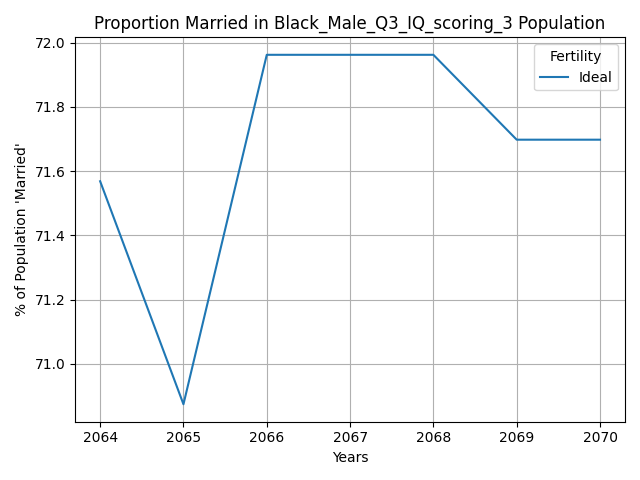 Proportion Married in Black_Male_Q3_IQ_scoring_3 Population
% of Population 'Married'
72.0
71.8
71.6
71.4
71.2
71.0
Fertility
Ideal
2064 2065 2066 2067 2068 2069 2070
Years